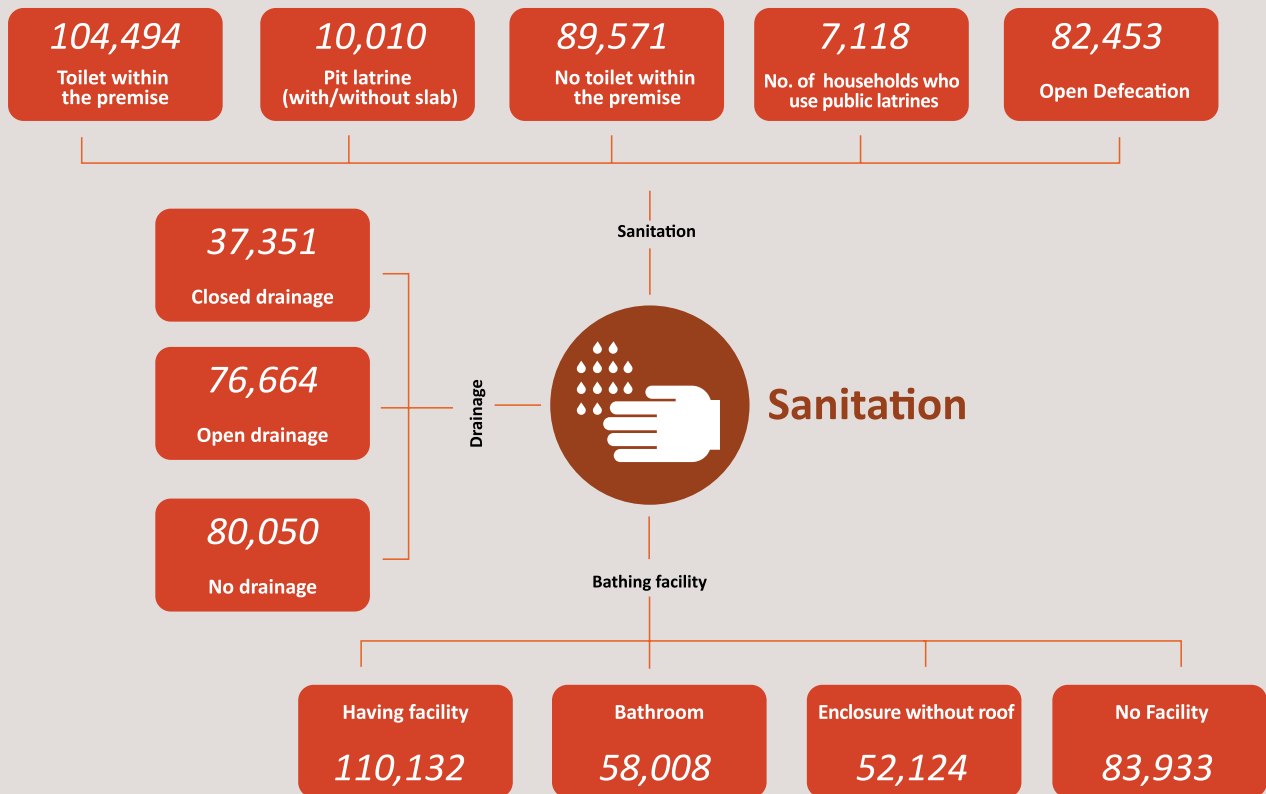 104,494
Toilet within
the premise
10,010
Pit latrine
(with/without slab)
89,571
No toilet within
the premise
7,118
No. of households who
use public latrines
82,453
Open Defecation
Sanitation
37,351
Closed drainage
76,664
Open drainage
80,050
No drainage
Drainage
Sanitation
Bathing facility
Having facility
110,132
Bathroom
58,008
Enclosure without roof
52,124
No Facility
83,933